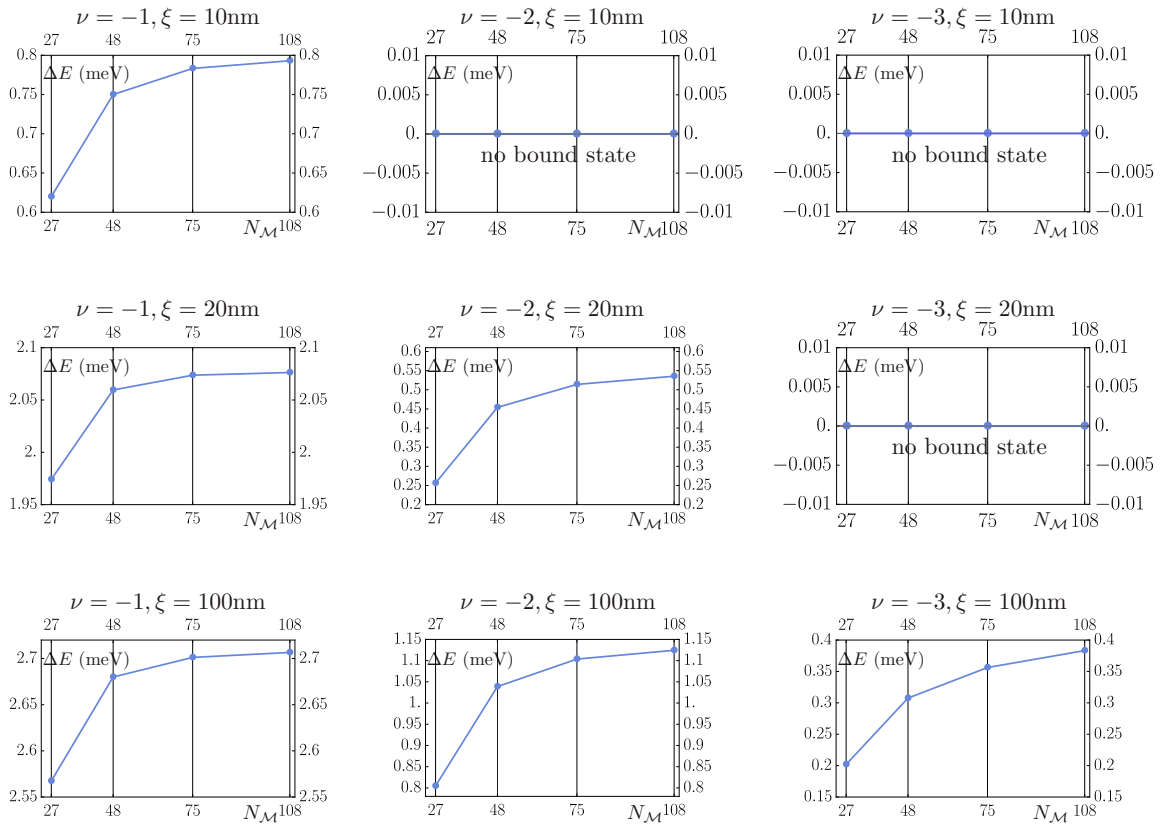 ν = −1, ξ = 10nm
27 48 75 108
ΔE (meV)
0.8 0.8
0.75 0.75
0.7 0.7
0.65 0.65
0.6 0.6
27 48 75 N_ℳ 108
ν = −2, ξ = 10nm
27 48 75 108
ΔE (meV)
0.01 0.01
0.005 0.005
0. 0.
no bound state
−0.005 −0.005
−0.01 −0.01
27 48 75 N_ℳ 108
ν = −3, ξ = 10nm
27 48 75 108
ΔE (meV)
0.01 0.01
0.005 0.005
0. 0.
no bound state
−0.005 −0.005
−0.01 −0.01
27 48 75 N_ℳ 108
ν = −1, ξ = 20nm
27 48 75 108
2.1 2.1
ΔE (meV)
2.05 2.05
2. 2.
1.95 1.95
27 48 75 N_ℳ 108
ν = −2, ξ = 20nm
27 48 75 108
0.6 0.6
ΔE (meV)
0.55 0.55
0.5 0.5
0.45 0.45
0.4 0.4
0.35 0.35
0.3 0.3
0.25 0.25
0.2 0.2
27 48 75 N_ℳ 108
ν = −3, ξ = 20nm
27 48 75 108
0.01 0.01
ΔE (meV)
0.005 0.005
0. 0.
no bound state
−0.005 −0.005
−0.01 −0.01
27 48 75 N_ℳ 108
ν = −1, ξ = 100nm
27 48 75 108
ΔE (meV)
2.7 2.7
2.65 2.65
2.6 2.6
2.55 2.55
27 48 75 N_ℳ 108
ν = −2, ξ = 100nm
27 48 75 108
1.15 1.15
ΔE (meV)
1.1 1.1
1.05 1.05
1. 1.
0.95 0.95
0.9 0.9
0.85 0.85
0.8 0.8
27 48 75 N_ℳ 108
ν = −3, ξ = 100nm
27 48 75 108
0.4 0.4
ΔE (meV)
0.35 0.35
0.3 0.3
0.25 0.25
0.2 0.2
0.15 0.15
27 48 75 N_ℳ 108